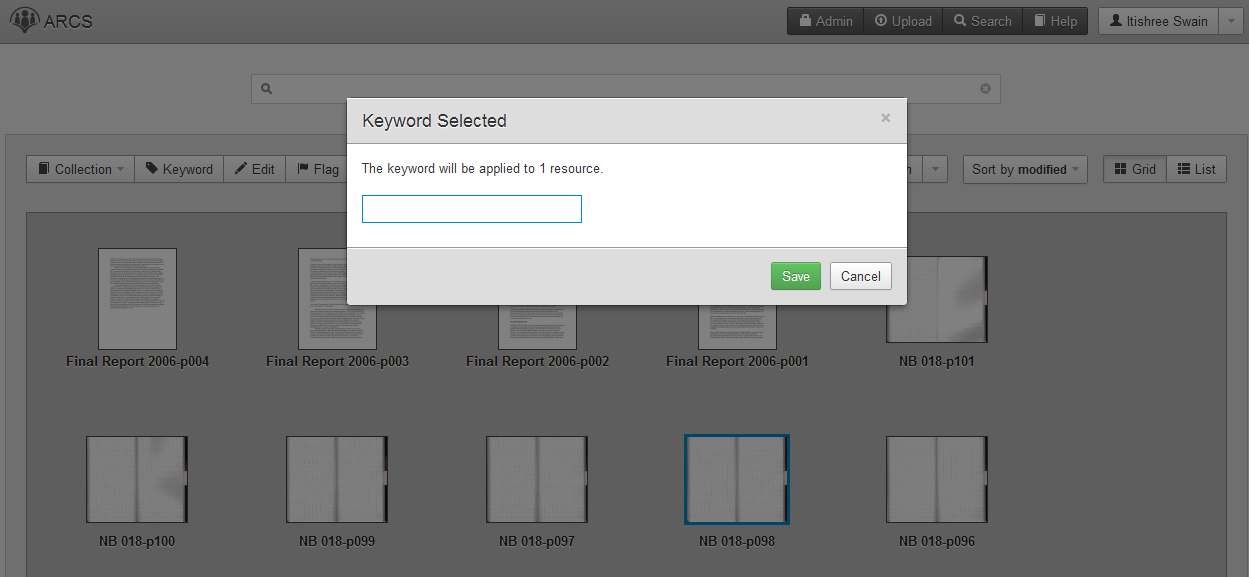 ARCS
Admin Upload Search Help Itishree Swain
Keyword Selected ×
The keyword will be applied to 1 resource.
Save Cancel
Collection Keyword Edit Flag Sort by modified Grid List
Final Report 2006-p004 Final Report 2006-p003 Final Report 2006-p002 Final Report 2006-p001 NB 018-p101
NB 018-p100 NB 018-p099 NB 018-p097 NB 018-p098 NB 018-p096